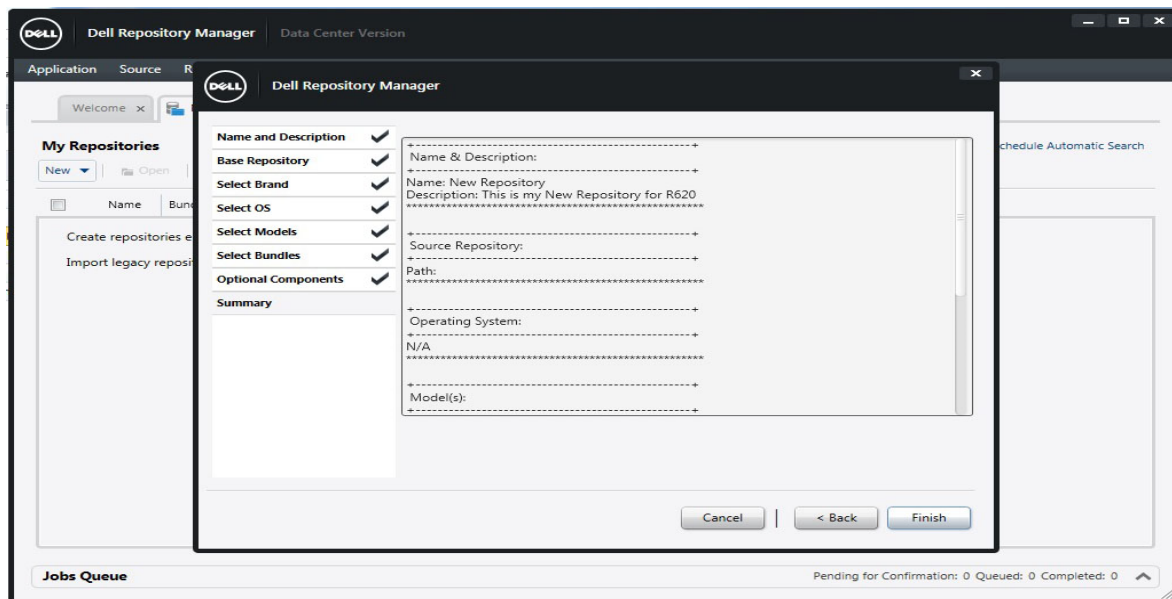 DELL Dell Repository Manager Data Center Version
Application Source R
Welcome x
My Repositories
chedule Automatic Search
New Open
Name Bun
Create repositories e
Import legacy reposi
DELL Dell Repository Manager
Name and Description
Base Repository
Select Brand
Select OS
Select Models
Select Bundles
Optional Components
Summary
+-------------------------------------------------+
Name & Description:
+-------------------------------------------------+
Name: New Repository
Description: This is my New Repository for R620
****************************************************
+-------------------------------------------------+
Source Repository:
+-------------------------------------------------+
Path:
****************************************************
+-------------------------------------------------+
Operating System:
+-------------------------------------------------+
N/A
****************************************************
+-------------------------------------------------+
Model(s):
+-------------------------------------------------+
Cancel | < Back Finish
Jobs Queue
Pending for Confirmation: 0 Queued: 0 Completed: 0